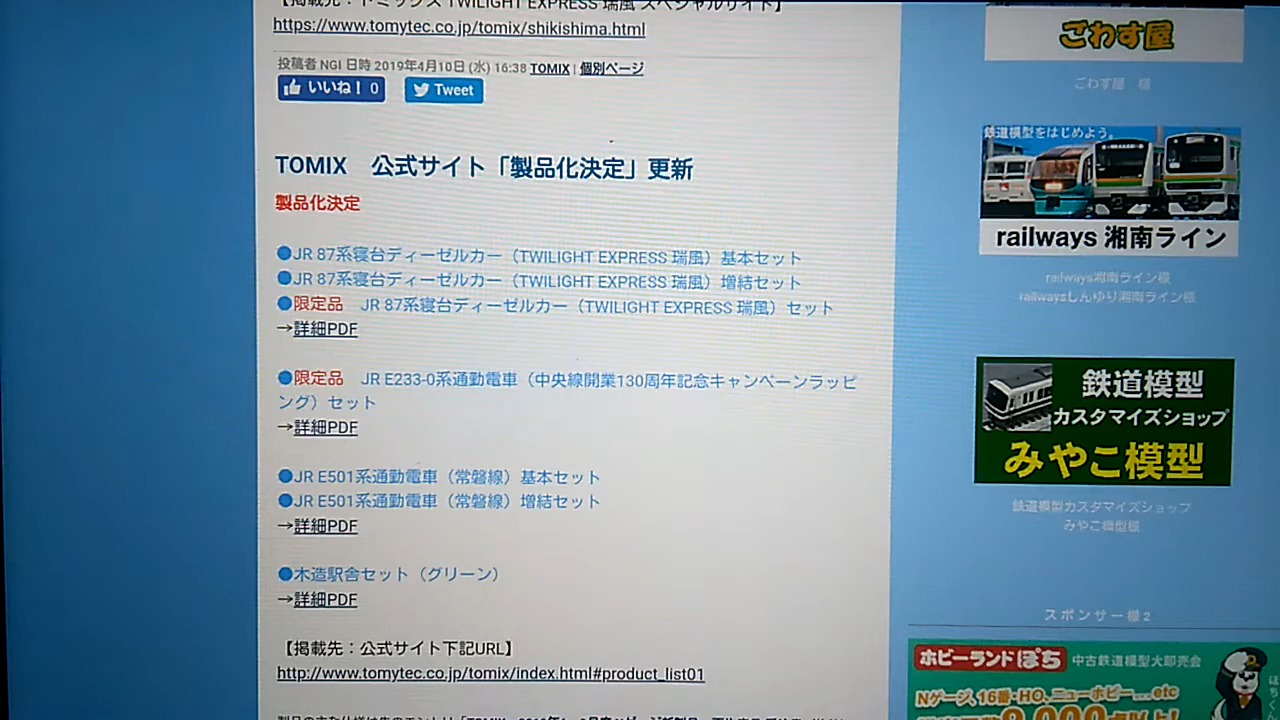 【掲載先：トミックス TWILIGHT EXPRESS 瑞風 スペシャルサイト】
https://www.tomytec.co.jp/tomix/shikishima.html
投稿者 NGI 日時 2019年4月10日 (水) 16:38 TOMIX | 個別ページ
いいね！ 0 Tweet
TOMIX　公式サイト「製品化決定」更新
製品化決定
●JR 87系寝台ディーゼルカー（TWILIGHT EXPRESS 瑞風）基本セット
●JR 87系寝台ディーゼルカー（TWILIGHT EXPRESS 瑞風）増結セット
●限定品　JR 87系寝台ディーゼルカー（TWILIGHT EXPRESS 瑞風）セット
→詳細PDF
●限定品　JR E233-0系通勤電車（中央線開業130周年記念キャンペーンラッピ
ング）セット
→詳細PDF
●JR E501系通勤電車（常磐線）基本セット
●JR E501系通勤電車（常磐線）増結セット
→詳細PDF
●木造駅舎セット（グリーン）
→詳細PDF
【掲載先：公式サイト下記URL】
http://www.tomytec.co.jp/tomix/index.html#product_list01
ごわす屋
ごわす屋　様
鉄道模型をはじめよう。
railways 湘南ライン
railways湘南ライン様
railwaysしんゆり湘南ライン様
鉄道模型
カスタマイズショップ
みやこ模型
鉄道模型カスタマイズショップ
みやこ模型様
スポンサー様２
ホビーランドぽち 中古鉄道模型大即売会
Nゲージ、16番・HO、ニューホビー…etc